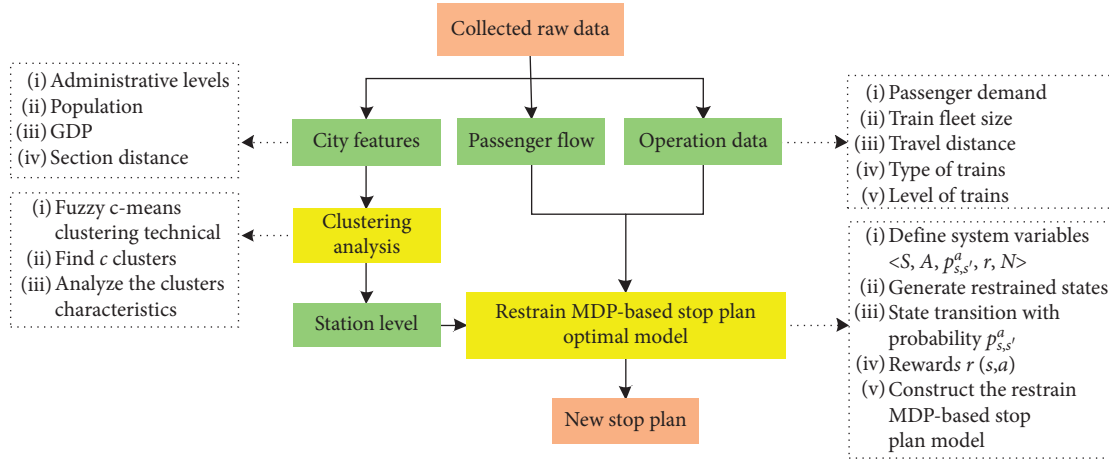 Collected raw data
(i) Administrative levels
(ii) Population
(iii) GDP
(iv) Section distance
City features
Passenger flow
Operation data
(i) Passenger demand
(ii) Train fleet size
(iii) Travel distance
(iv) Type of trains
(v) Level of trains
(i) Fuzzy c-means
clustering technical
(ii) Find c clusters
(iii) Analyze the clusters
characteristics
Clustering
analysis
Station level
Restrain MDP-based stop plan
optimal model
(i) Define system variables
<S, A, p^a_{s,s′}, r, N>
(ii) Generate restrained states
(iii) State transition with
probability p^a_{s,s′}
(iv) Rewards r (s,a)
(v) Construct the restrain
MDP-based stop
plan model
New stop plan